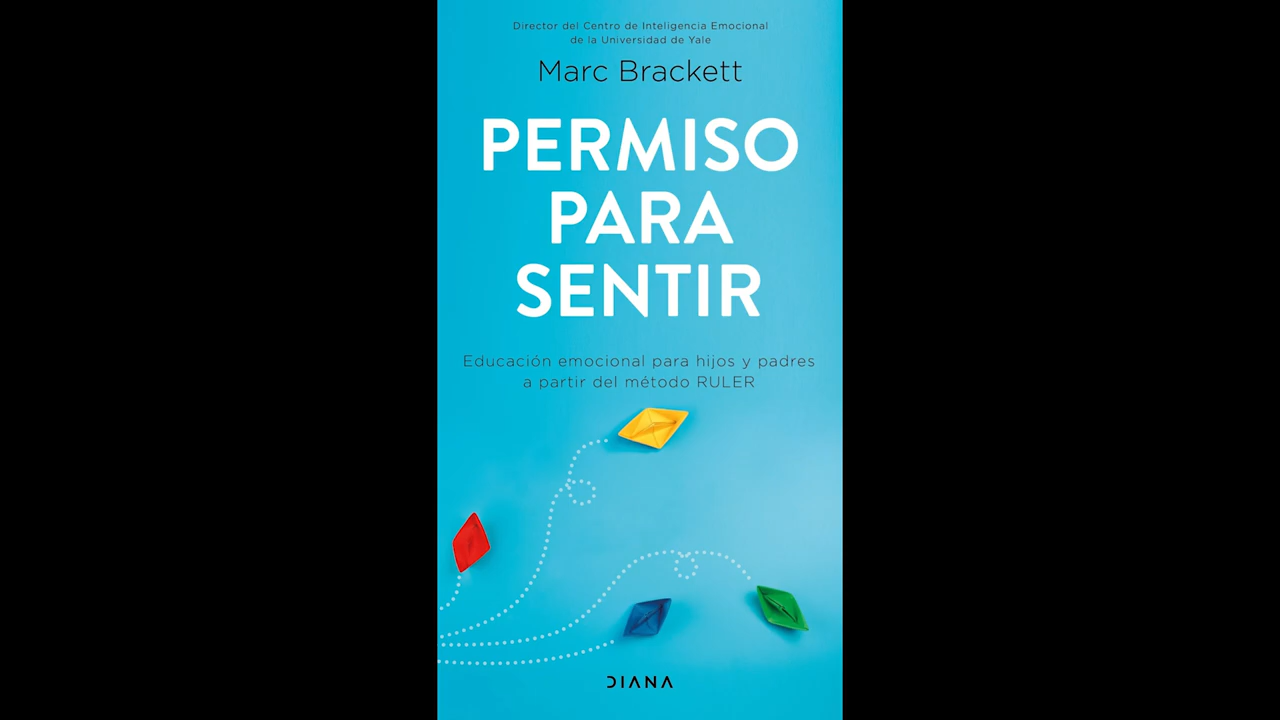 Director del Centro de Inteligencia Emocional
de la Universidad de Yale
Marc Brackett
PERMISO
PARA
SENTIR
Educación emocional para hijos y padres
a partir del método RULER
DIANA